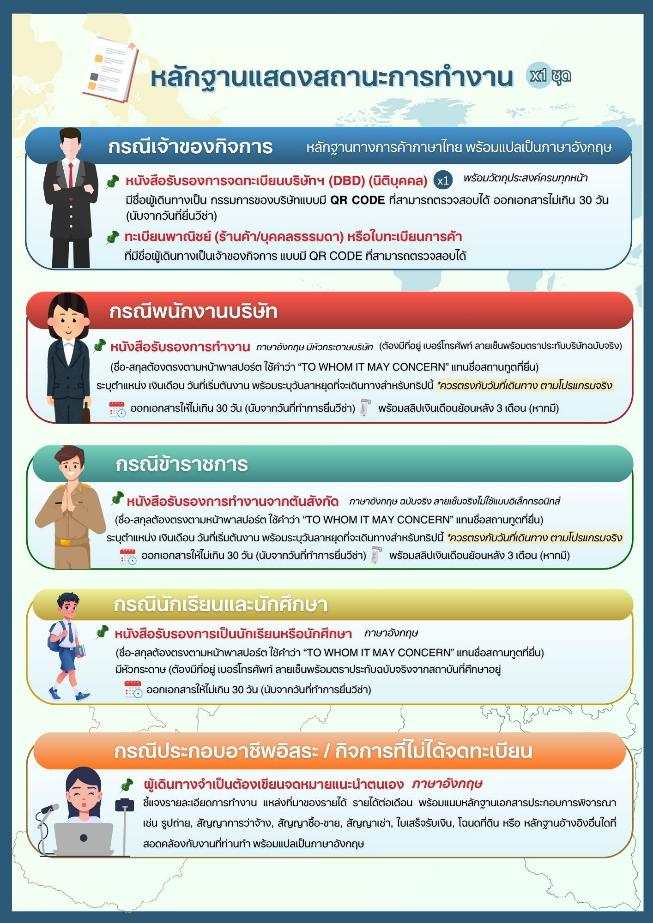 หลักฐานแสดงสถานะการทำงาน x1 ชุด
กรณีเจ้าของกิจการ หลักฐานทางการค้าภาษาไทย พร้อมแปลเป็นภาษาอังกฤษ
หนังสือรับรองการจดทะเบียนบริษัทฯ (DBD) (นิติบุคคล) x1 พร้อมวัตถุประสงค์ครบทุกหน้า
มีชื่อผู้เดินทางเป็น กรรมการของบริษัทแบบมี QR CODE ที่สามารถตรวจสอบได้ ออกเอกสารไม่เกิน 30 วัน
(นับจากวันที่ยื่นวีซ่า)
ทะเบียนพาณิชย์ (ร้านค้า/บุคคลธรรมดา) หรือใบทะเบียนการค้า
ที่มีชื่อผู้เดินทางเป็นเจ้าของกิจการ แบบมี QR CODE ที่สามารถตรวจสอบได้
กรณีพนักงานบริษัท
หนังสือรับรองการทำงาน ภาษาอังกฤษ มีหัวกระดาษบริษัท (ต้องมีที่อยู่ เบอร์โทรศัพท์ ลายเซ็นพร้อมตราประทับบริษัทฉบับจริง)
(ชื่อ-สกุลต้องตรงตามหน้าพาสปอร์ต ใช้คำว่า "TO WHOM IT MAY CONCERN" แทนชื่อสถานทูตที่ยื่น)
ระบุตำแหน่ง เงินเดือน วันที่เริ่มต้นงาน พร้อมระบุวันลาหยุดที่จะเดินทางสำหรับทริปนี้ *ควรตรงกับวันที่เดินทาง ตามโปรแกรมจริง
ออกเอกสารให้ไม่เกิน 30 วัน (นับจากวันที่ทำการยื่นวีซ่า) พร้อมสลิปเงินเดือนย้อนหลัง 3 เดือน (หากมี)
กรณีข้าราชการ
หนังสือรับรองการทำงานจากต้นสังกัด ภาษาอังกฤษ ฉบับจริง ลายเซ็นจริงไม่ใช้แบบอิเล็กทรอนิกส์
(ชื่อ-สกุลต้องตรงตามหน้าพาสปอร์ต ใช้คำว่า "TO WHOM IT MAY CONCERN" แทนชื่อสถานทูตที่ยื่น)
ระบุตำแหน่ง เงินเดือน วันที่เริ่มต้นงาน พร้อมระบุวันลาหยุดที่จะเดินทางสำหรับทริปนี้ *ควรตรงกับวันที่เดินทาง ตามโปรแกรมจริง
ออกเอกสารให้ไม่เกิน 30 วัน (นับจากวันที่ทำการยื่นวีซ่า) พร้อมสลิปเงินเดือนย้อนหลัง 3 เดือน (หากมี)
กรณีนักเรียนและนักศึกษา
หนังสือรับรองการเป็นนักเรียนหรือนักศึกษา ภาษาอังกฤษ
(ชื่อ-สกุลต้องตรงตามหน้าพาสปอร์ต ใช้คำว่า "TO WHOM IT MAY CONCERN" แทนชื่อสถานทูตที่ยื่น)
มีหัวกระดาษ (ต้องมีที่อยู่ เบอร์โทรศัพท์ ลายเซ็นพร้อมตราประทับฉบับจริงจากสถาบันที่ศึกษาอยู่
ออกเอกสารให้ไม่เกิน 30 วัน (นับจากวันที่ทำการยื่นวีซ่า)
กรณีประกอบอาชีพอิสระ / กิจการที่ไม่ได้จดทะเบียน
ผู้เดินทางจำเป็นต้องเขียนจดหมายแนะนำตนเอง ภาษาอังกฤษ
ชี้แจงรายละเอียดการทำงาน แหล่งที่มาของรายได้ รายได้ต่อเดือน พร้อมแนบหลักฐานเอกสารประกอบการพิจารณา
เช่น รูปถ่าย, สัญญาการว่าจ้าง, สัญญาซื้อ-ขาย, สัญญาเช่า, ใบเสร็จรับเงิน, โฉนดที่ดิน หรือ หลักฐานอ้างอิงอื่นใดที่
สอดคล้องกับงานที่ท่านทำ พร้อมแปลเป็นภาษาอังกฤษ